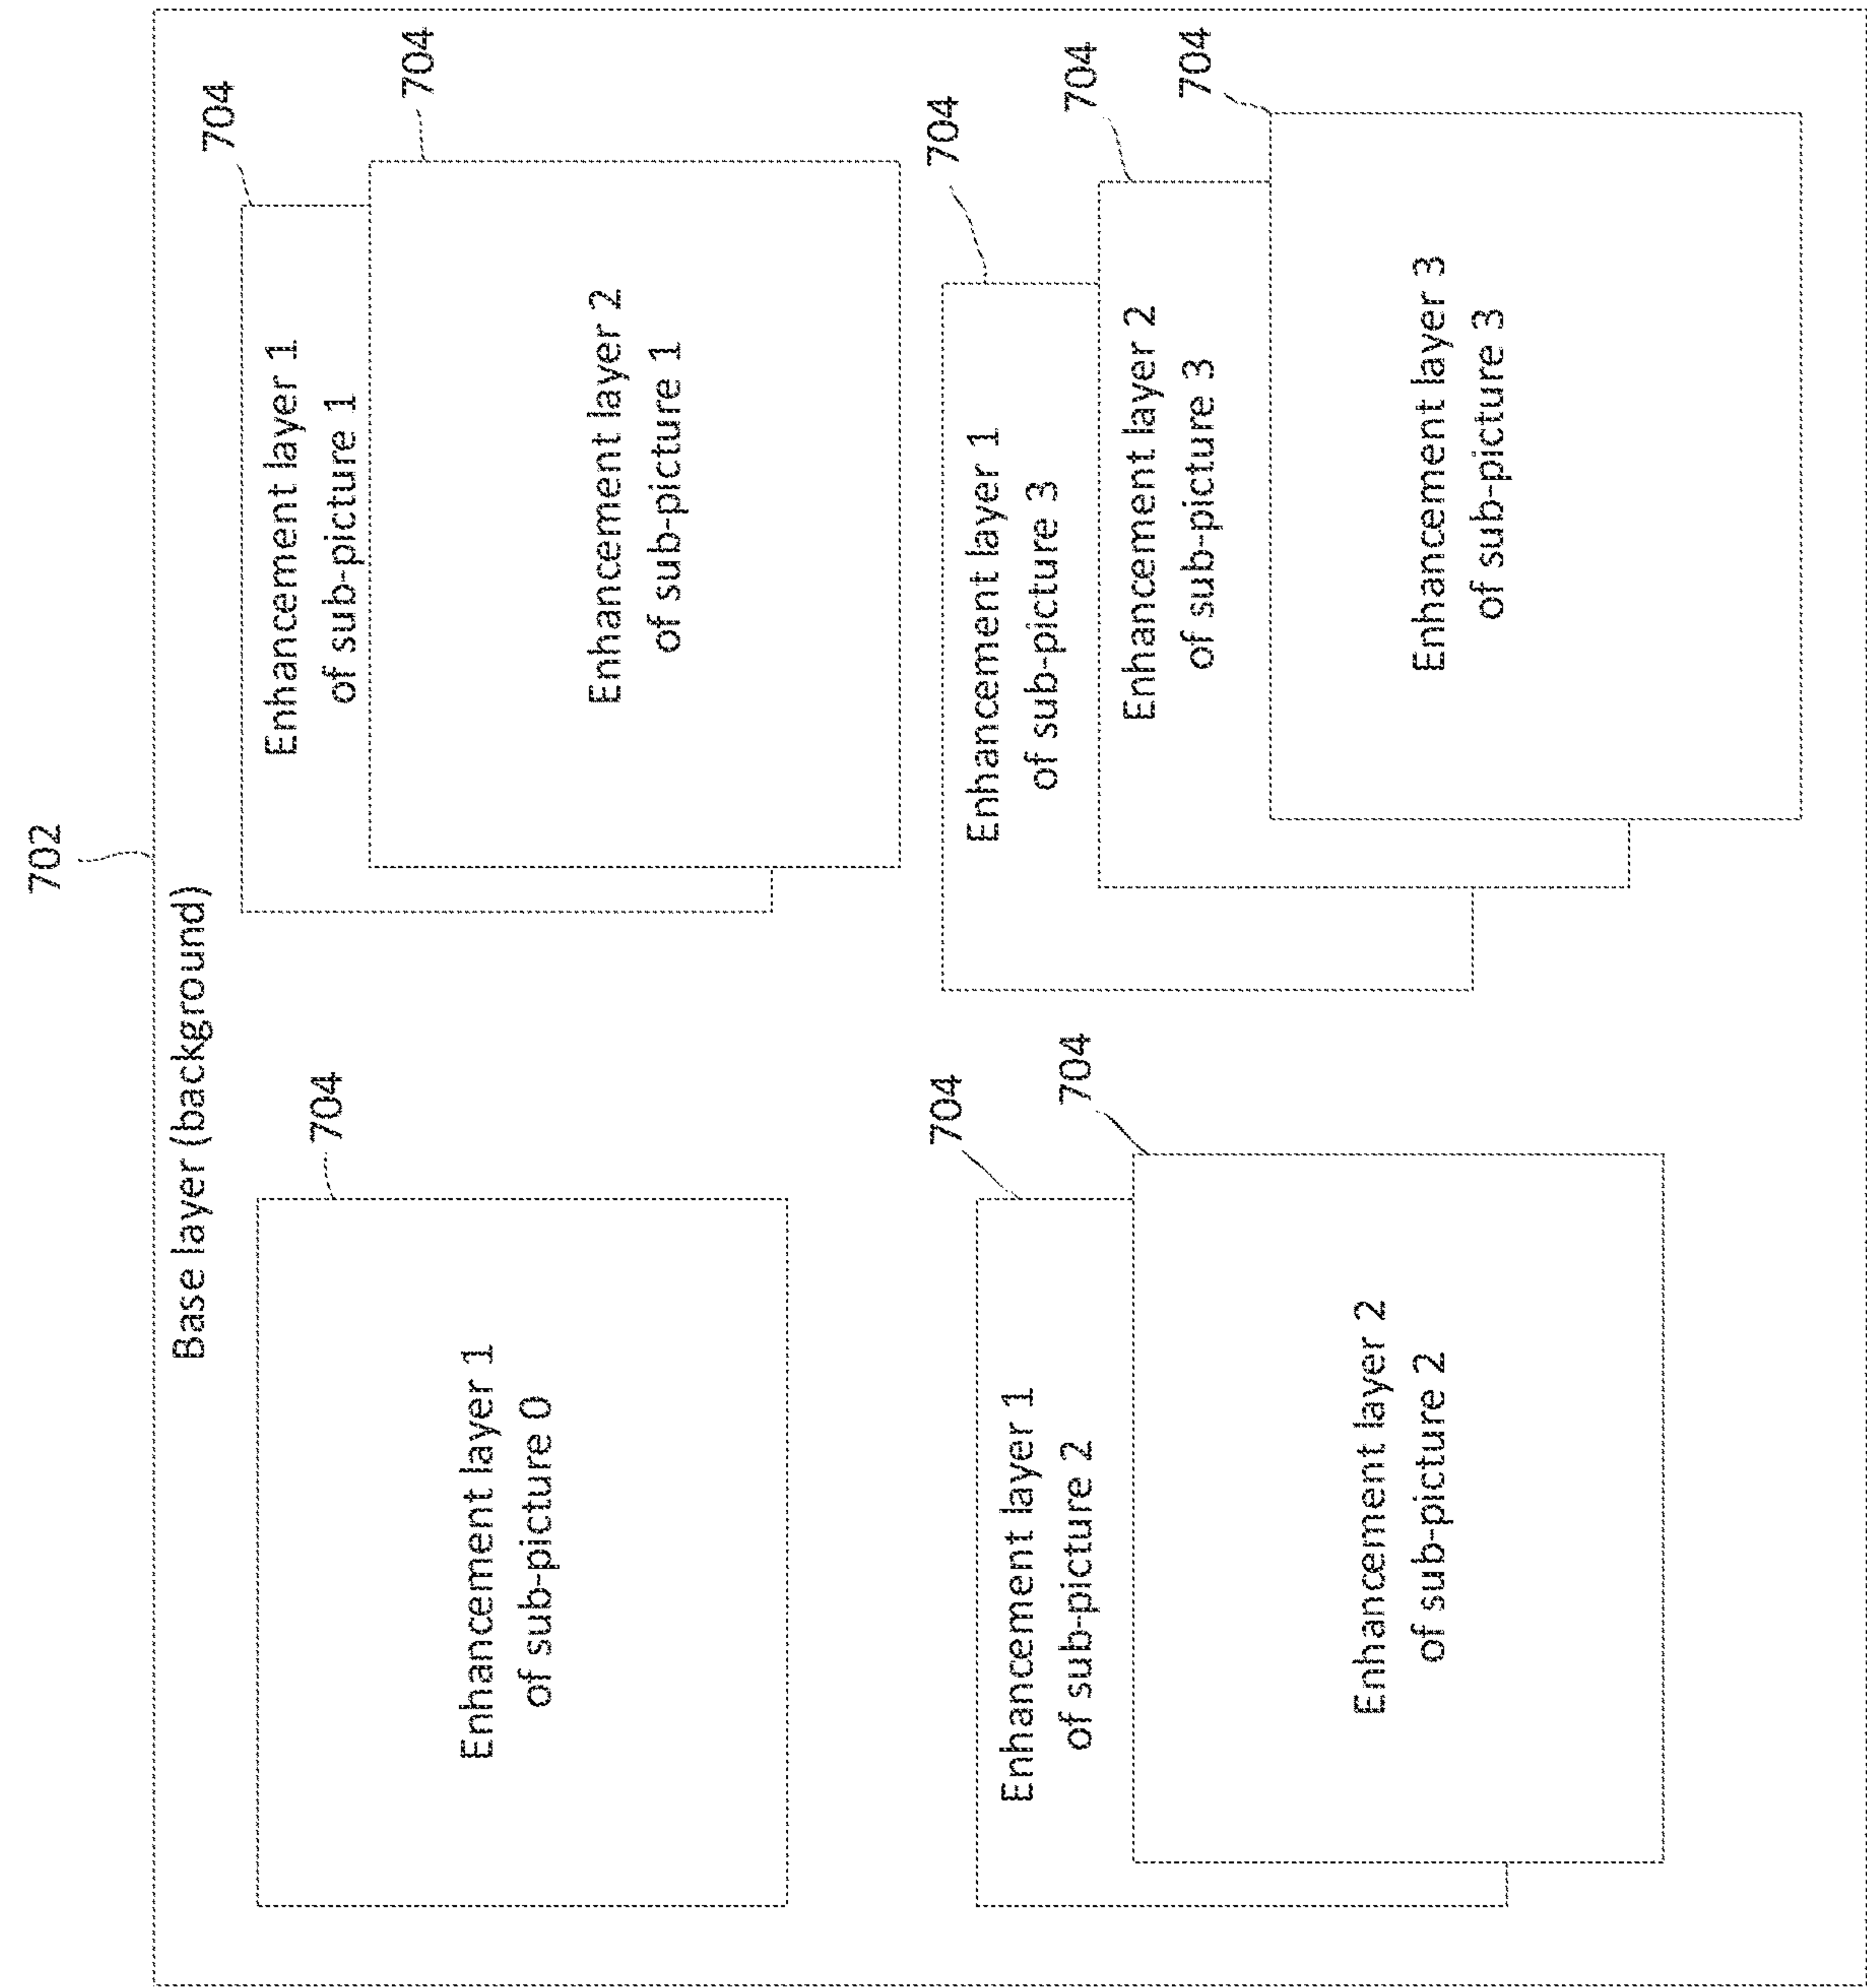 702
Base layer (background)
704
Enhancement layer 1
of sub-picture 0
704
Enhancement layer 1
of sub-picture 1
704
Enhancement layer 2
of sub-picture 1
704
Enhancement layer 1
of sub-picture 2
704
Enhancement layer 2
of sub-picture 2
704
Enhancement layer 1
of sub-picture 3
704
Enhancement layer 2
of sub-picture 3
704
Enhancement layer 3
of sub-picture 3